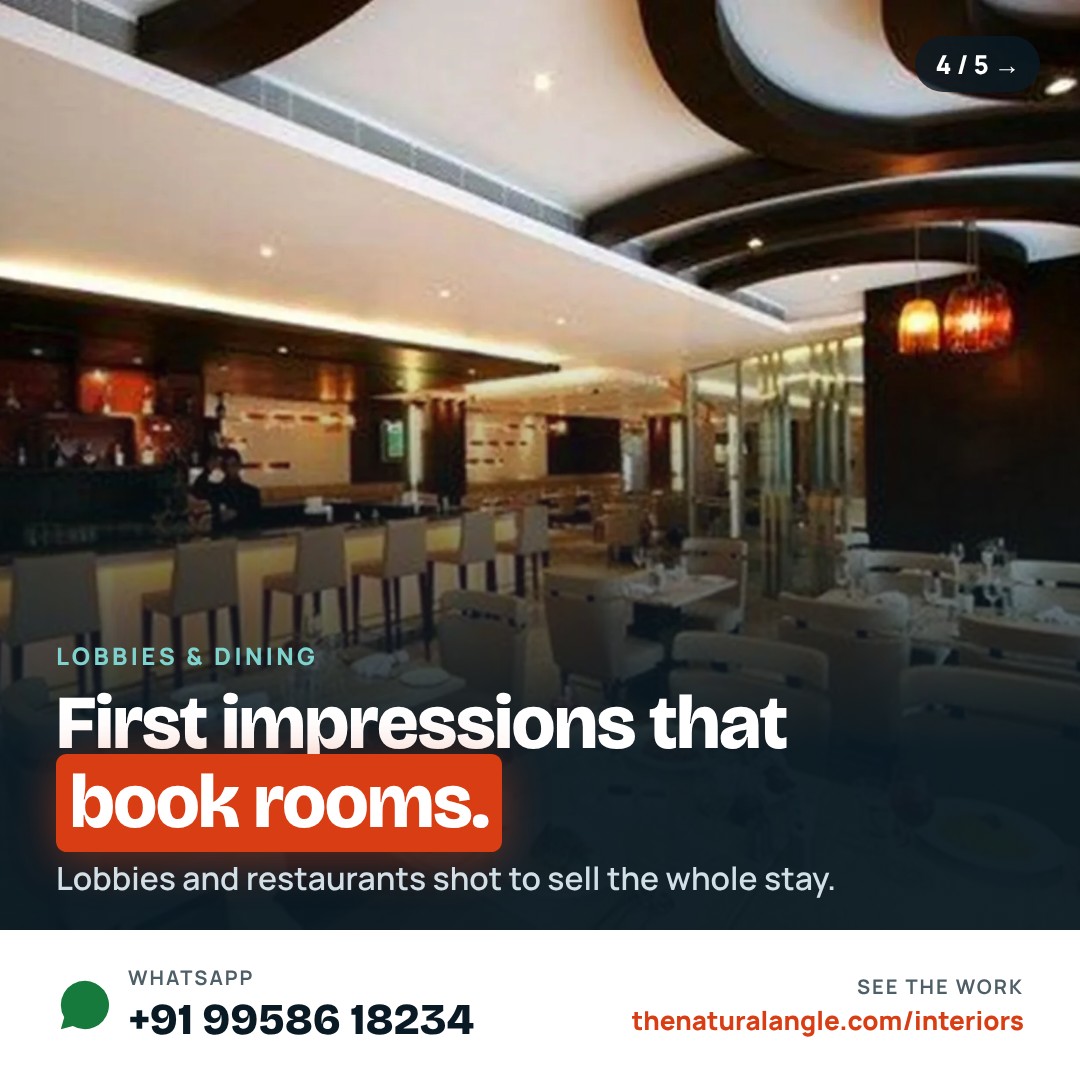 4 / 5 →
LOBBIES & DINING
First impressions that
book rooms.
Lobbies and restaurants shot to sell the whole stay.
WHATSAPP
+91 99586 18234
SEE THE WORK
thenaturalangle.com/interiors